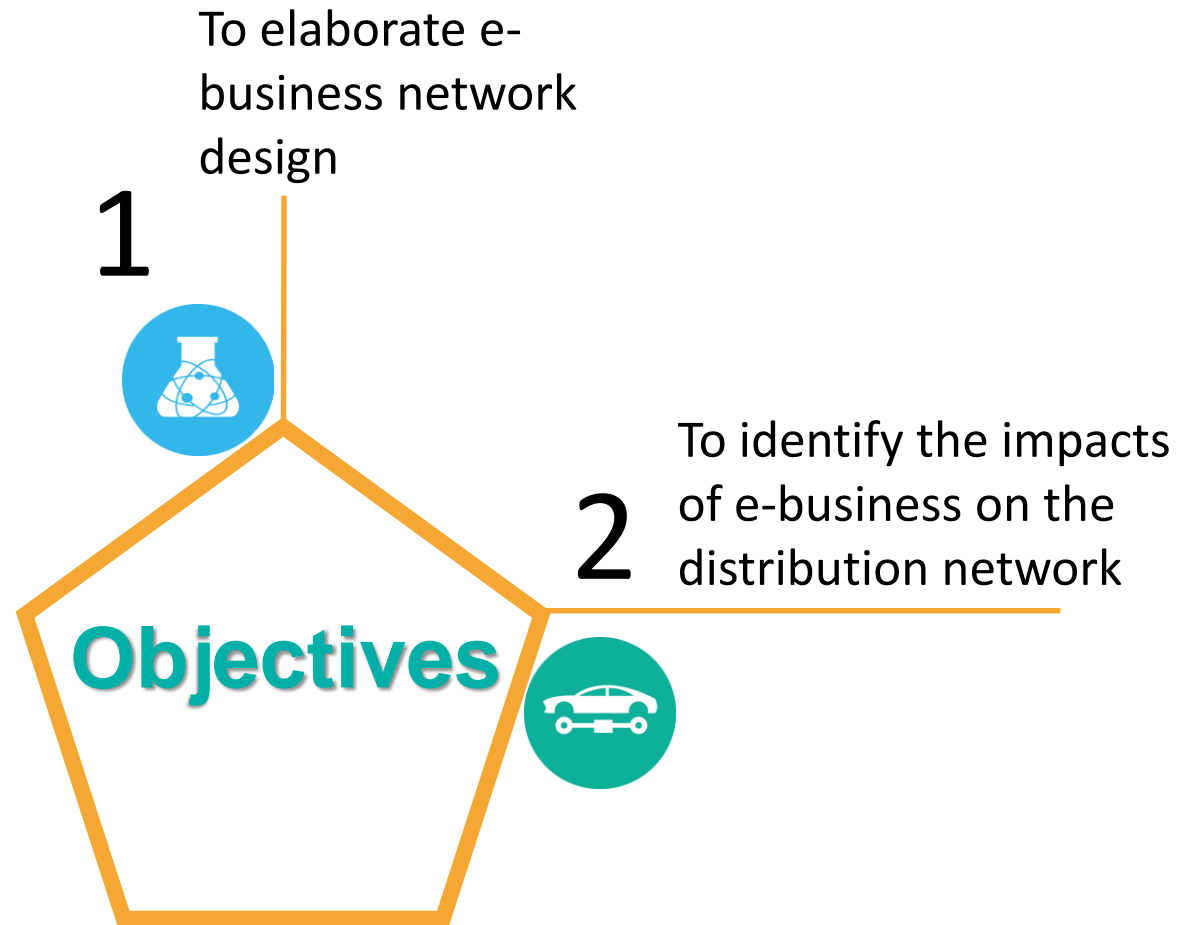 To elaborate e-
business network
design
1
To identify the impacts
of e-business on the
distribution network
2
Objectives